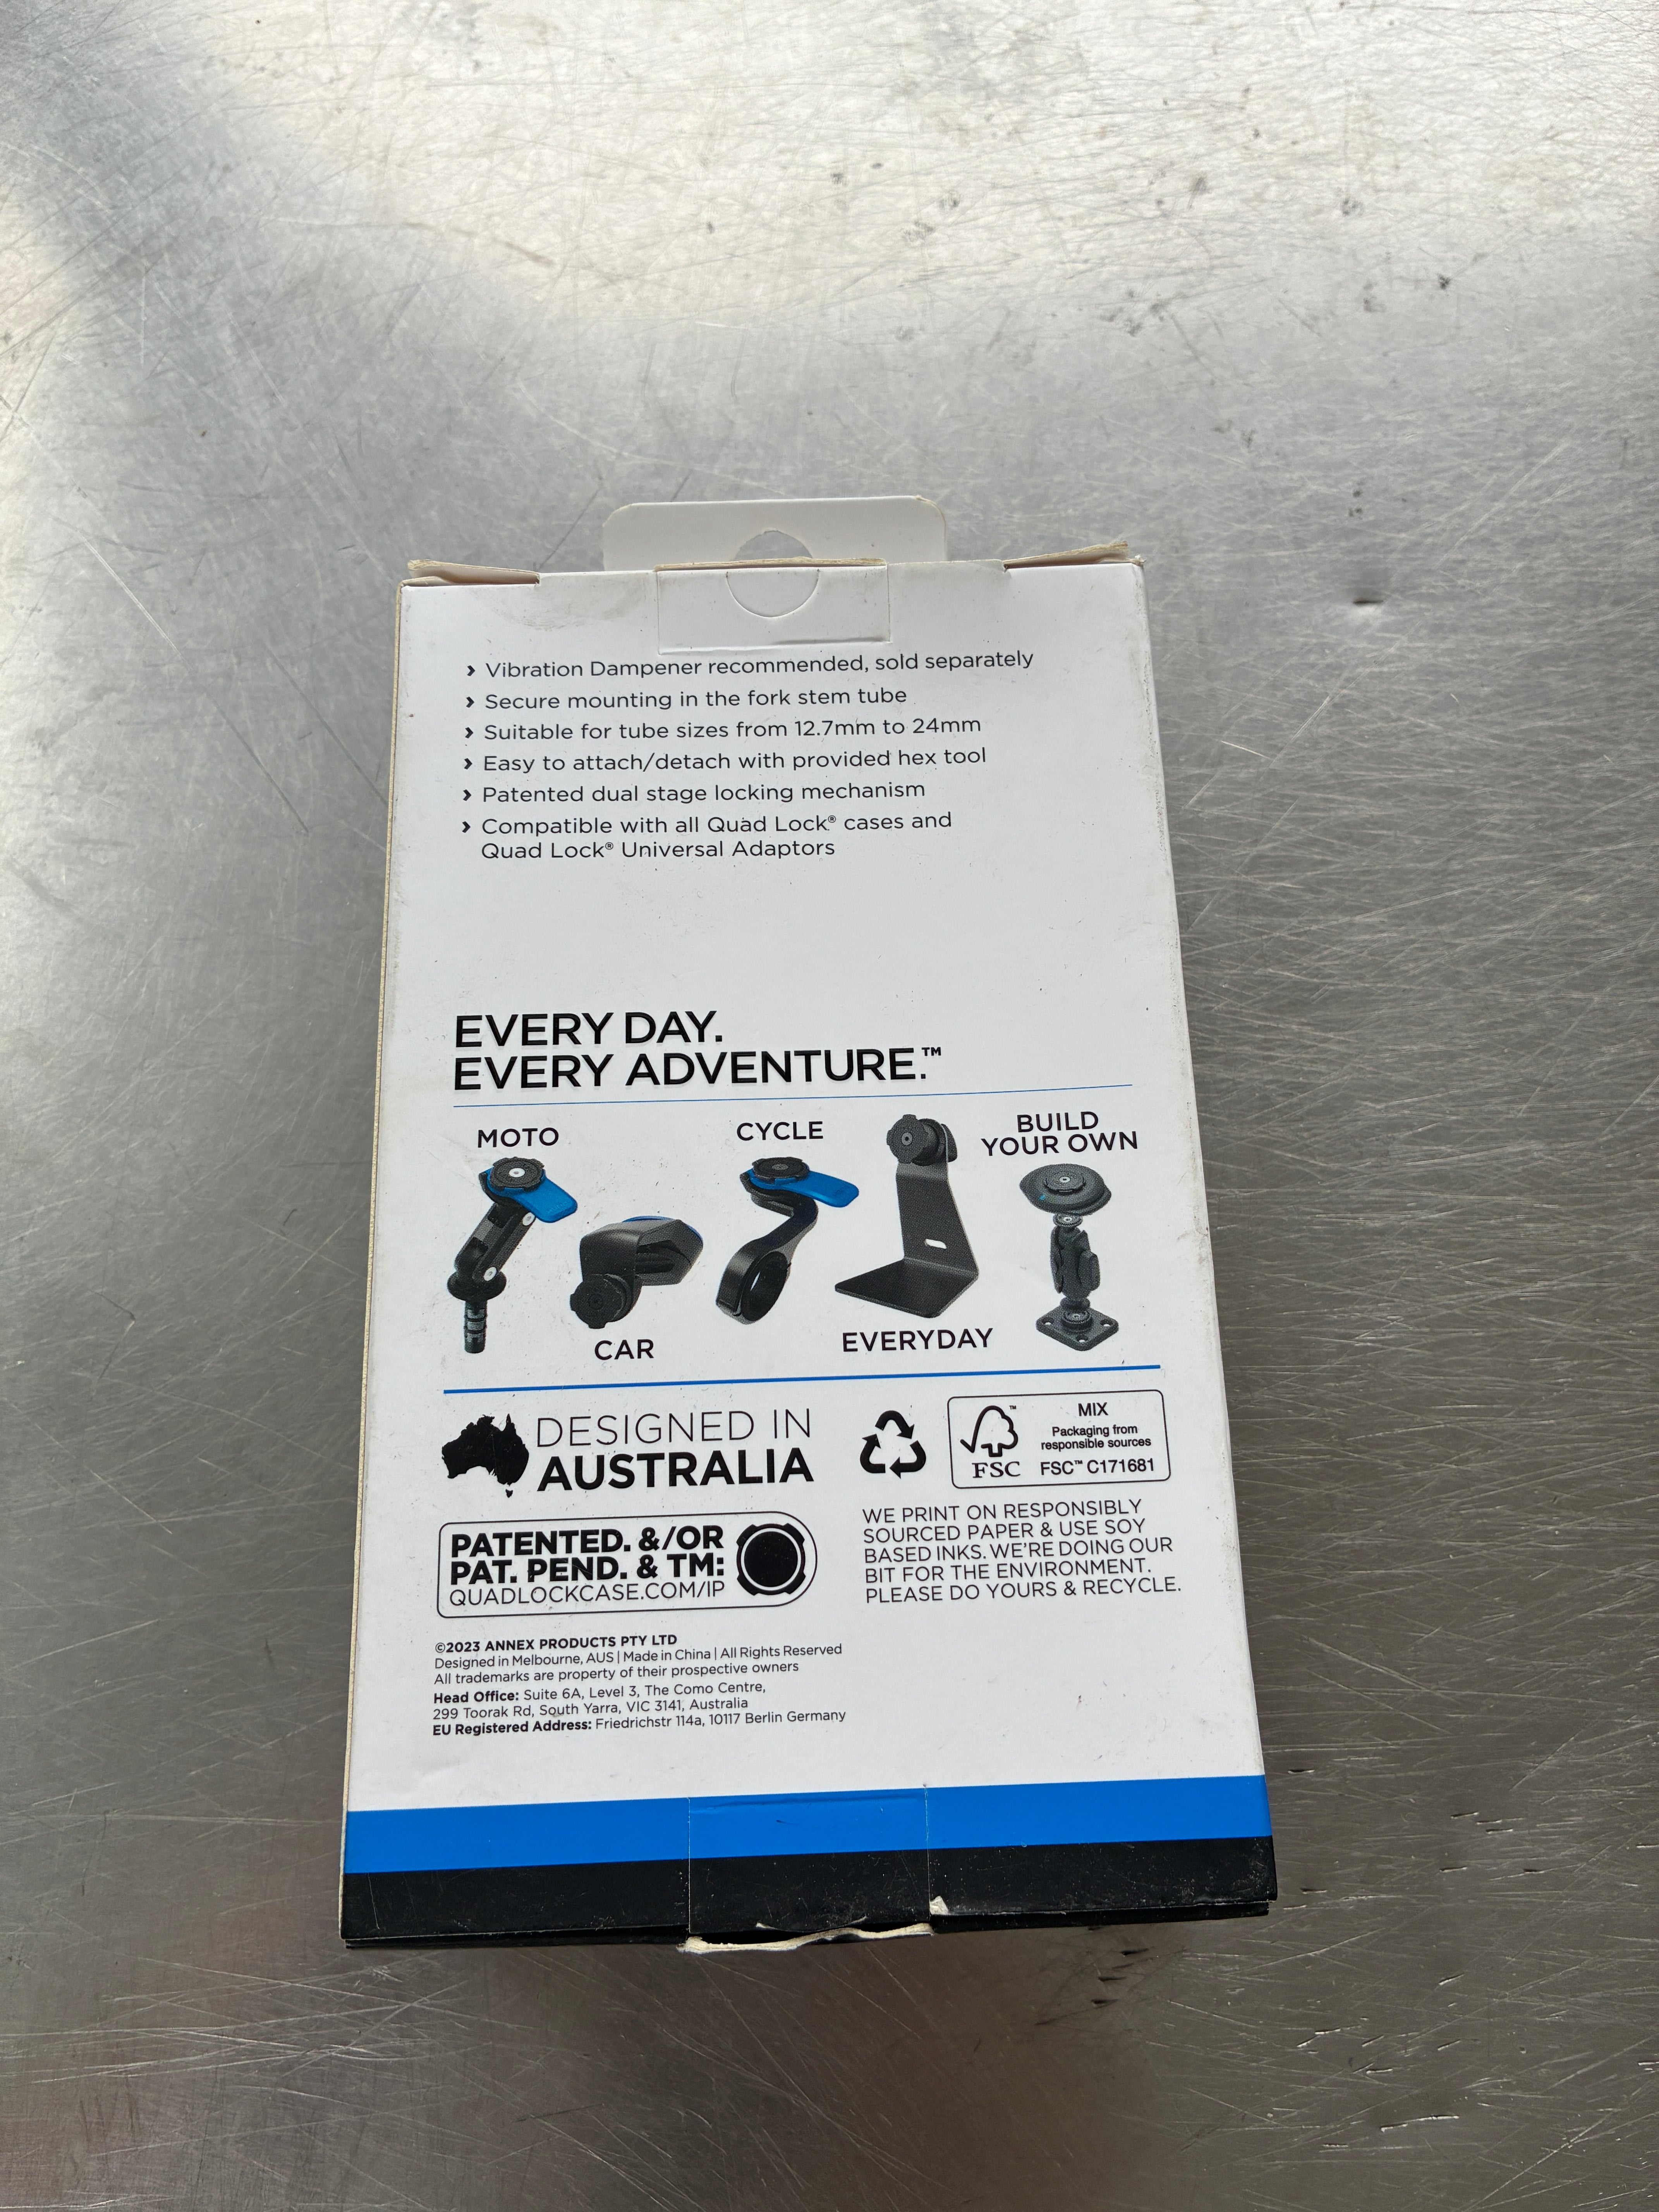 › Vibration Dampener recommended, sold separately
› Secure mounting in the fork stem tube
› Suitable for tube sizes from 12.7mm to 24mm
› Easy to attach/detach with provided hex tool
› Patented dual stage locking mechanism
› Compatible with all Quad Lock® cases and
Quad Lock® Universal Adaptors
EVERY DAY.
EVERY ADVENTURE.™
MOTO
CAR
CYCLE
EVERYDAY
BUILD
YOUR OWN
DESIGNED IN
AUSTRALIA
PATENTED. &/OR
PAT. PEND. & TM:
QUADLOCKCASE.COM/IP
™
FSC
MIX
Packaging from
responsible sources
FSC™ C171681
WE PRINT ON RESPONSIBLY
SOURCED PAPER & USE SOY
BASED INKS. WE'RE DOING OUR
BIT FOR THE ENVIRONMENT.
PLEASE DO YOURS & RECYCLE.
©2023 ANNEX PRODUCTS PTY LTD
Designed in Melbourne, AUS | Made in China | All Rights Reserved
All trademarks are property of their prospective owners
Head Office: Suite 6A, Level 3, The Como Centre,
299 Toorak Rd, South Yarra, VIC 3141, Australia
EU Registered Address: Friedrichstr 114a, 10117 Berlin Germany